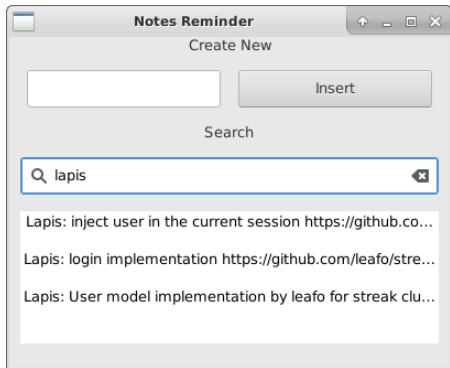 Notes Reminder
Create New
Insert
Search
lapis
Lapis: inject user in the current session https://github.co...
Lapis: login implementation https://github.com/leafo/stre...
Lapis: User model implementation by leafo for streak clu...